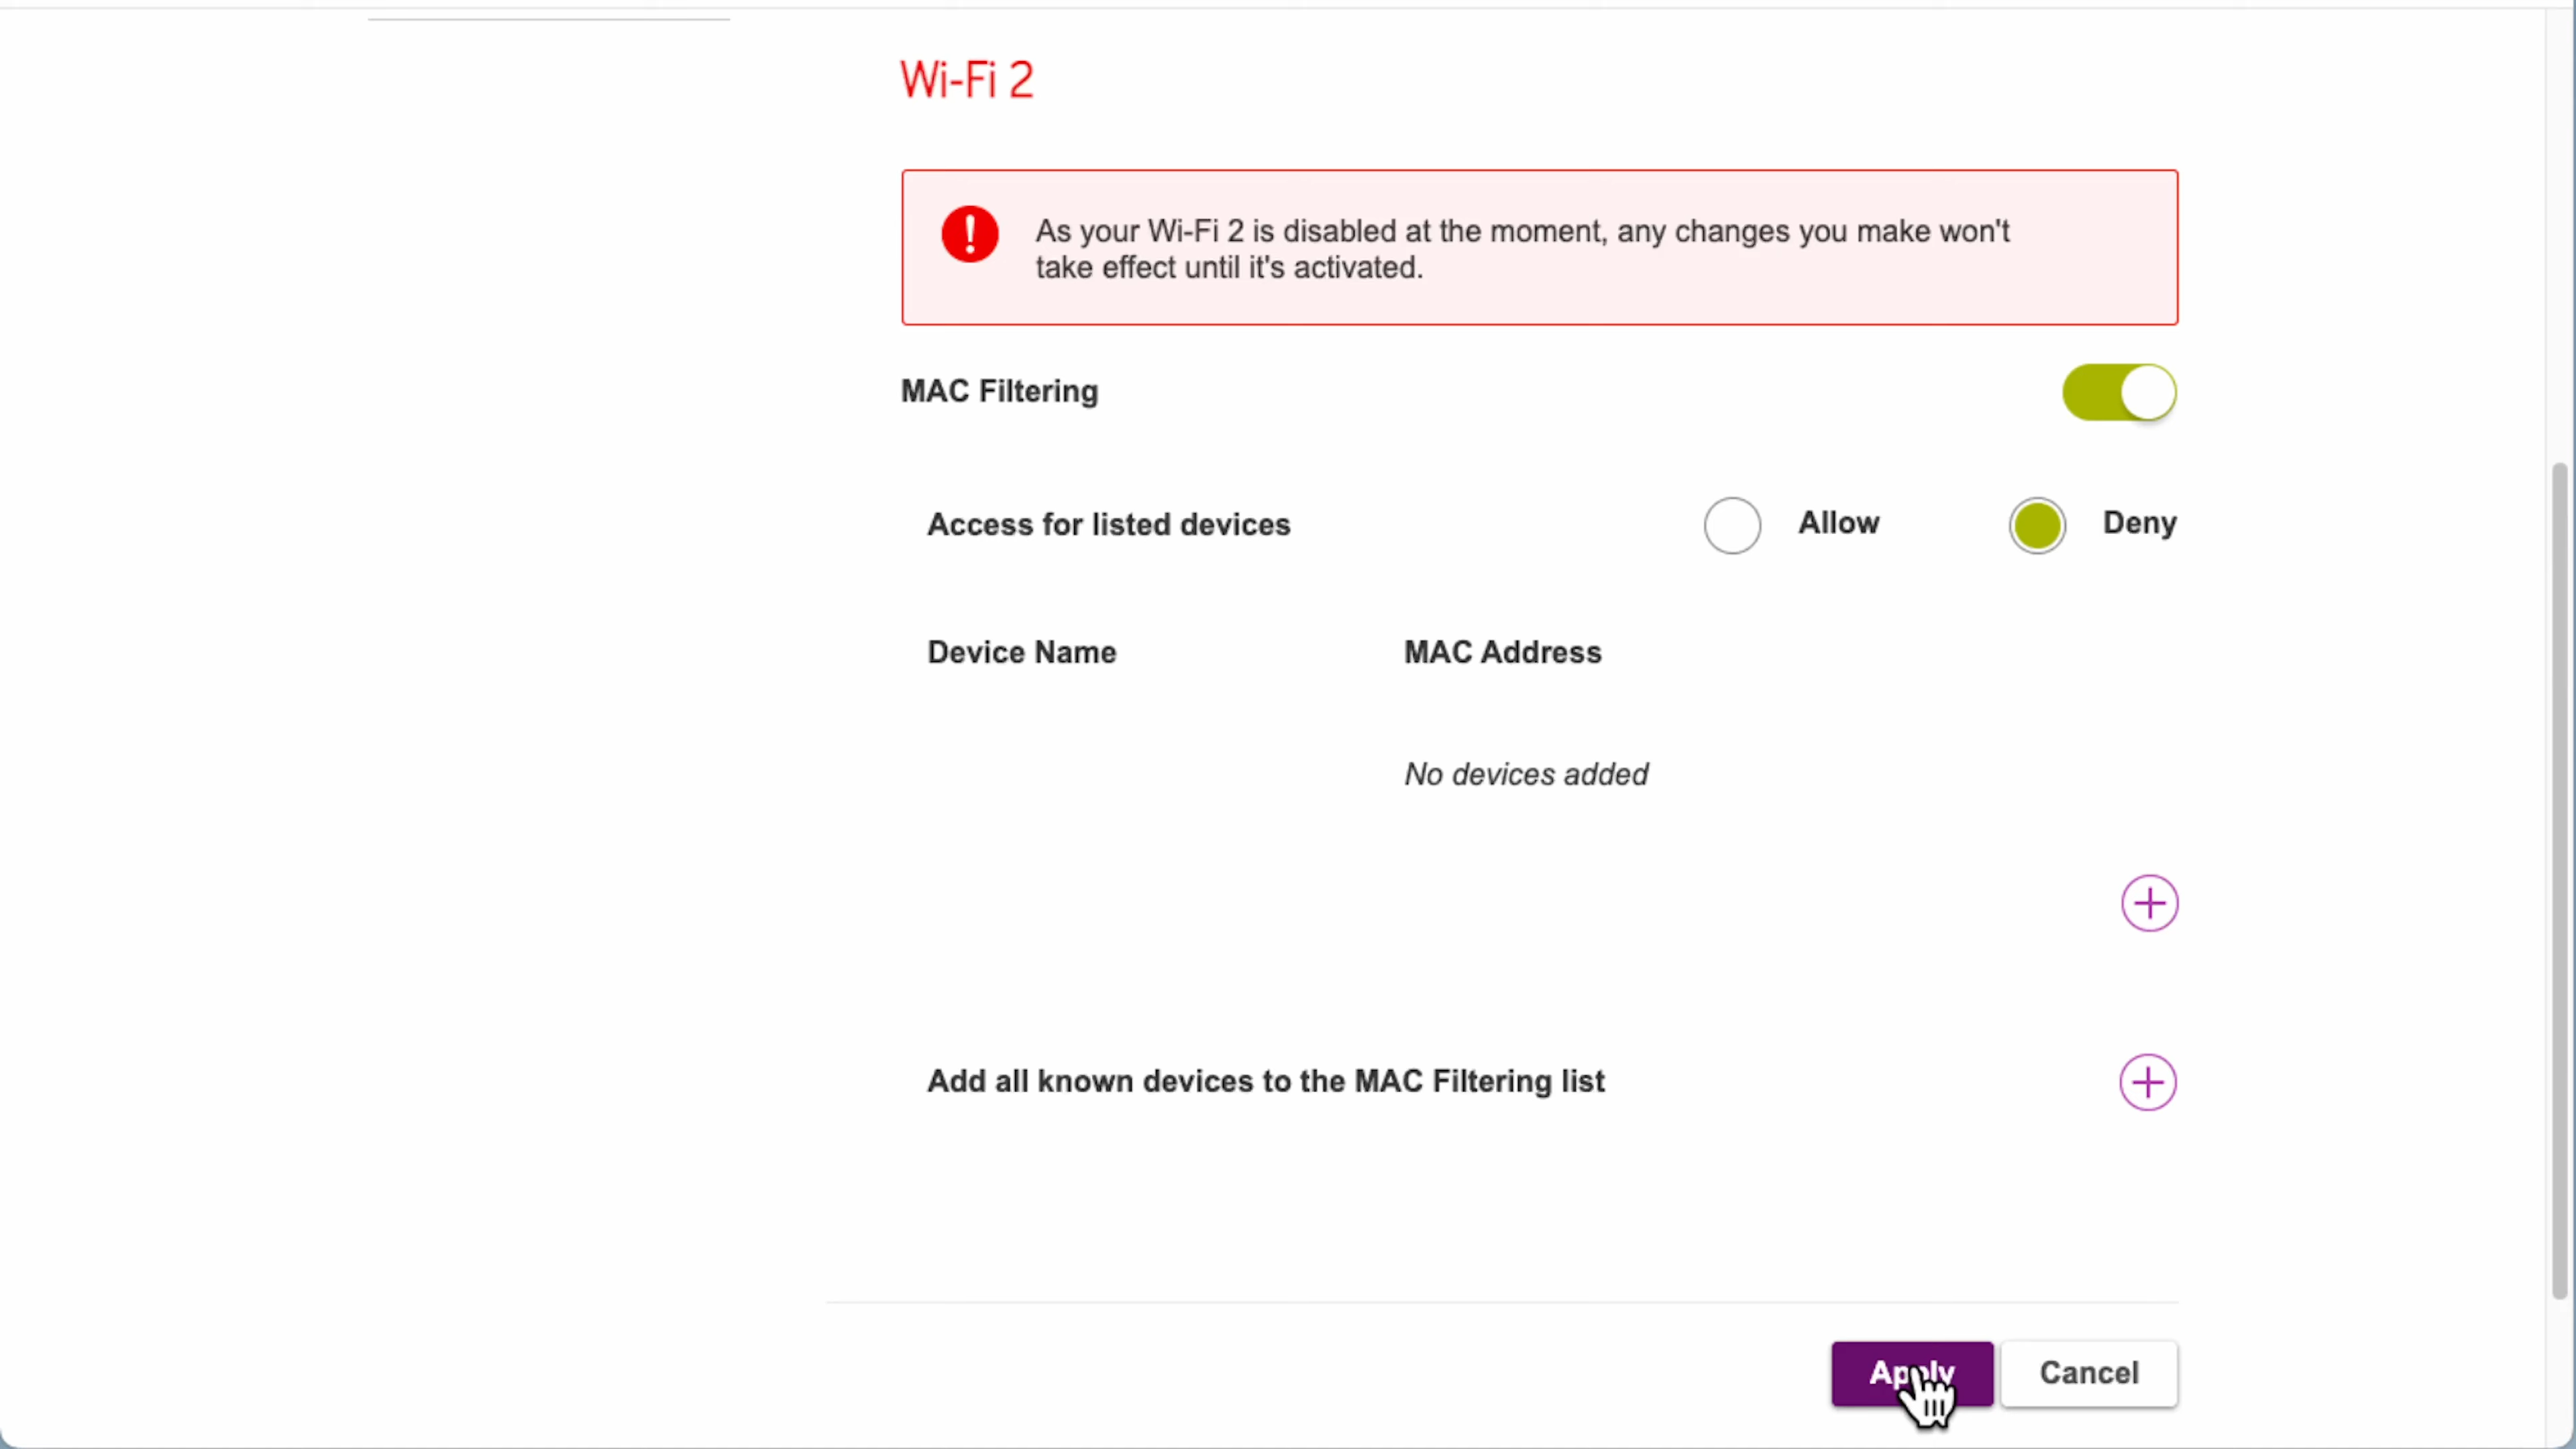 Wi-Fi 2
As your Wi-Fi 2 is disabled at the moment, any changes you make won't
take effect until it's activated.
MAC Filtering
Access for listed devices Allow Deny
Device Name MAC Address
No devices added
Add all known devices to the MAC Filtering list
Apply Cancel